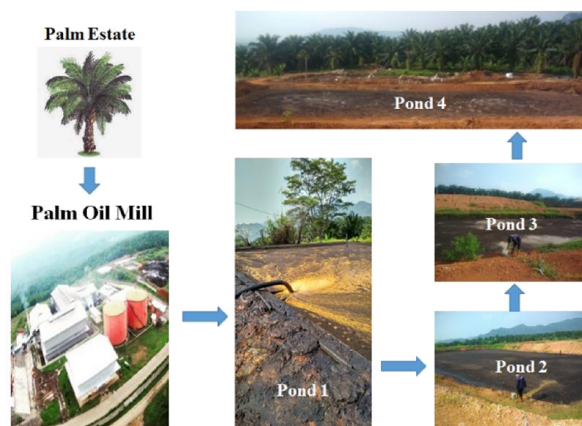 Palm Estate
Palm Oil Mill
Pond 1
Pond 2
Pond 3
Pond 4